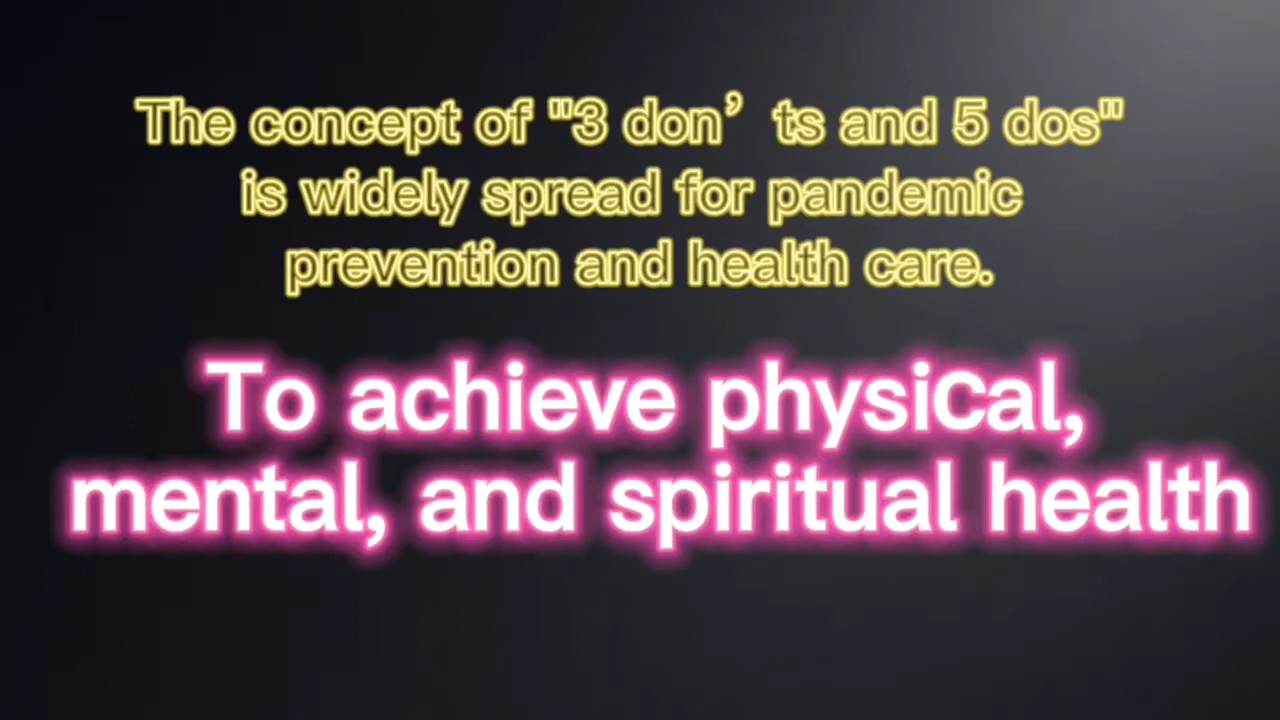 The concept of "3 don’ ts and 5 dos"
is widely spread for pandemic
prevention and health care.
To achieve physiCal,
mental, and spiritual health